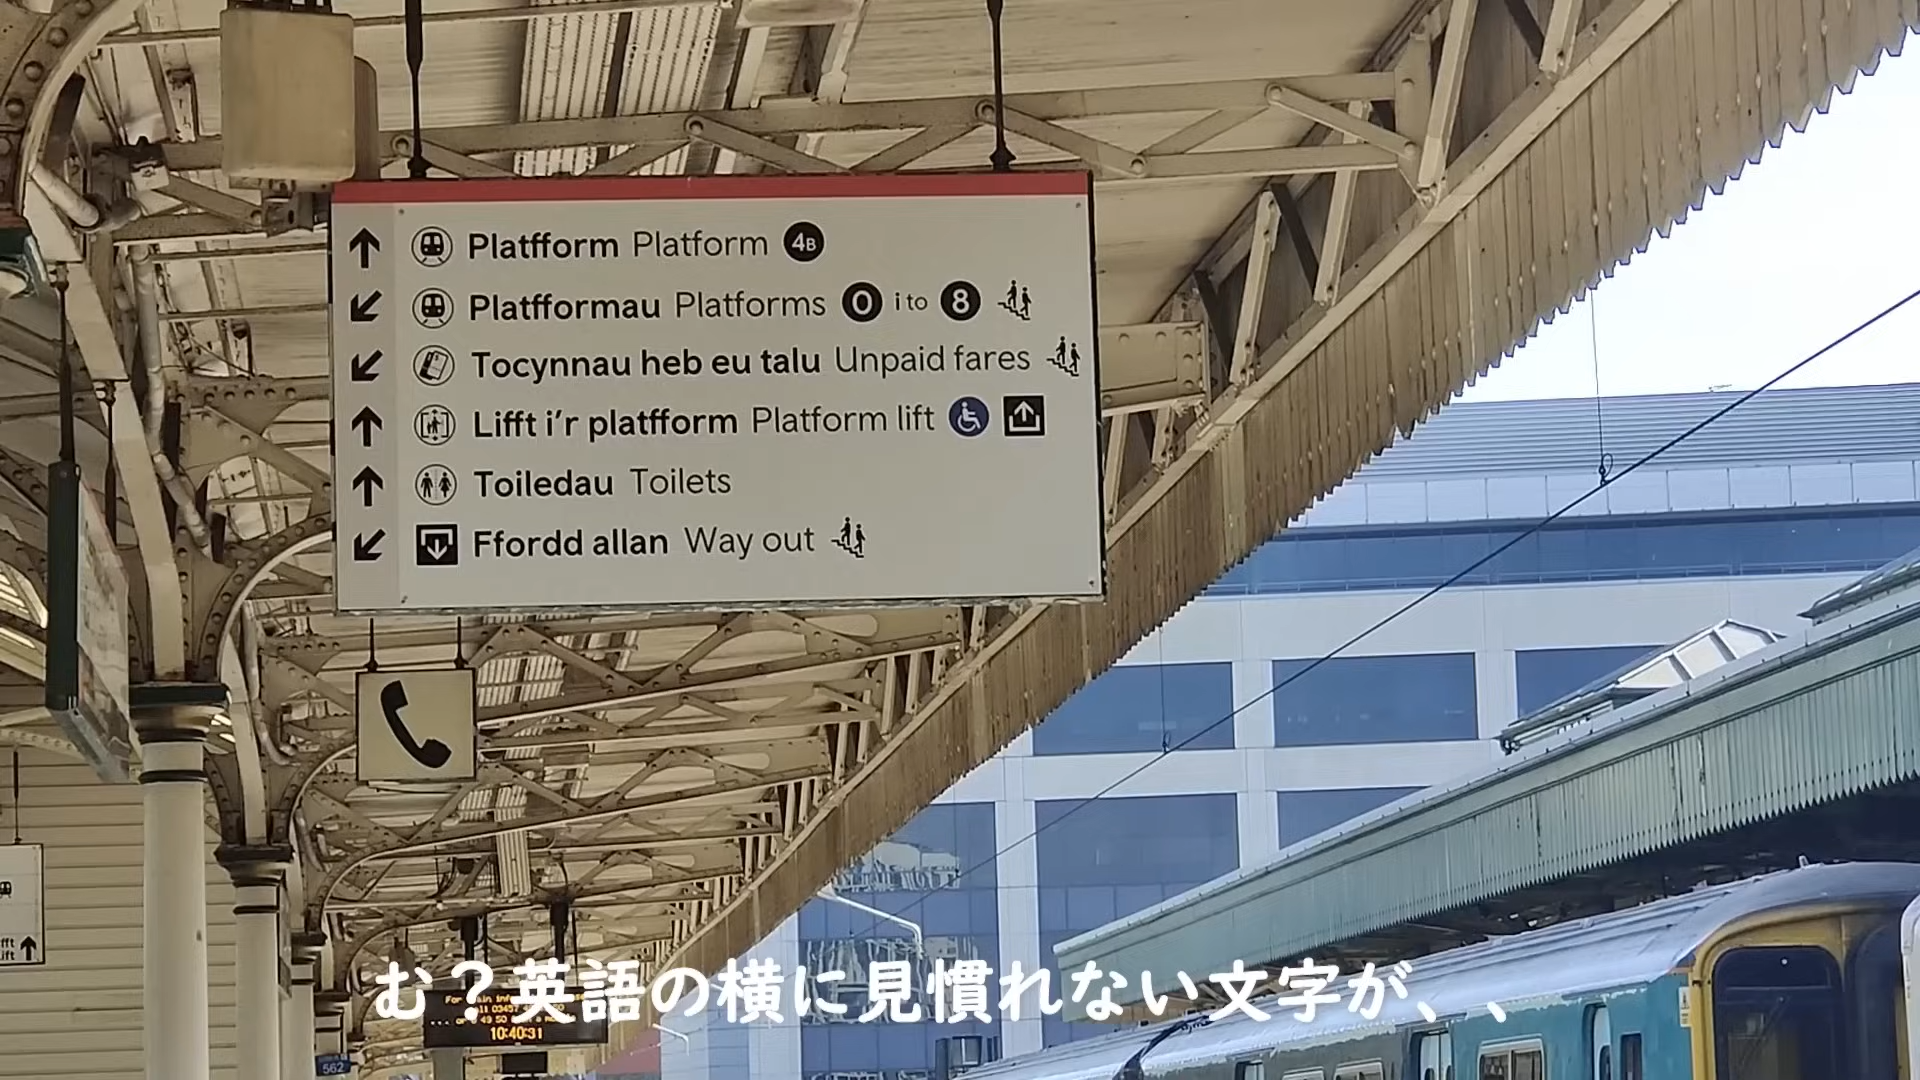 Platfform Platform 4B
Platfformau Platforms 0 i to 8
Tocynnau heb eu talu Unpaid fares
Lifft i'r platfform Platform lift
Toiledau Toilets
Ffordd allan Way out
む？英語の横に見慣れない文字が、、
10:40:31
562